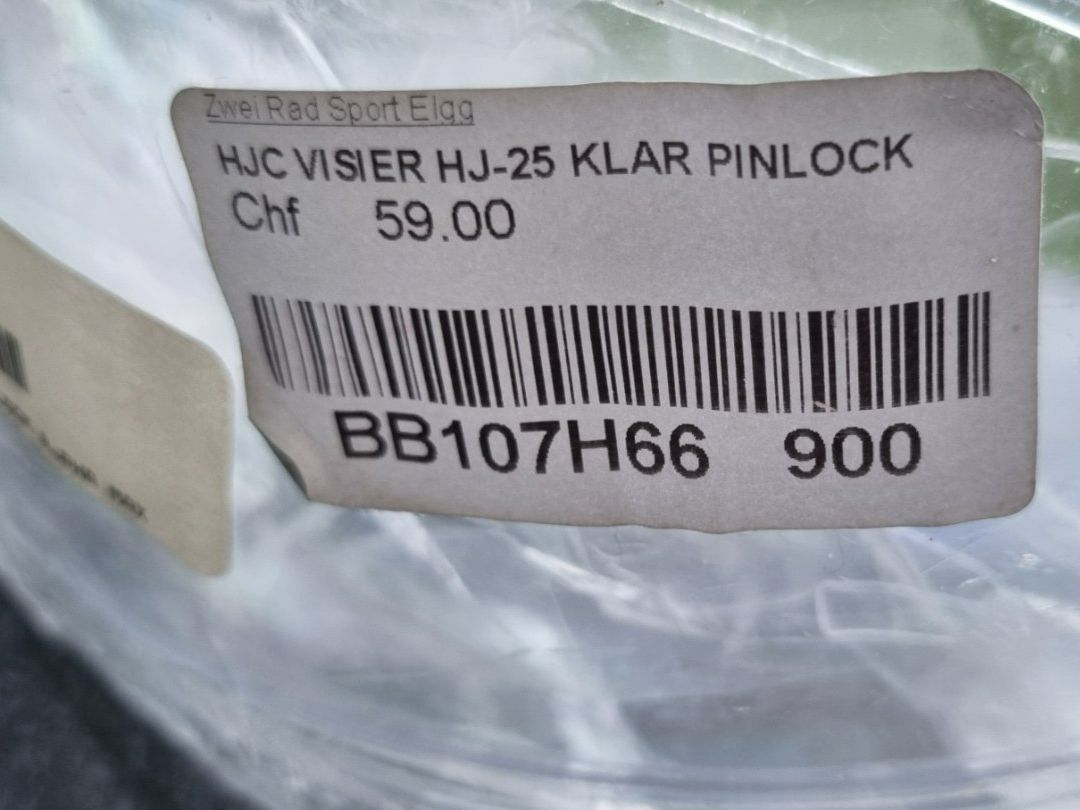 Zwei Rad Sport Elgg
HJC VISIER HJ-25 KLAR PINLOCK
Chf 59.00
BB107H66 900